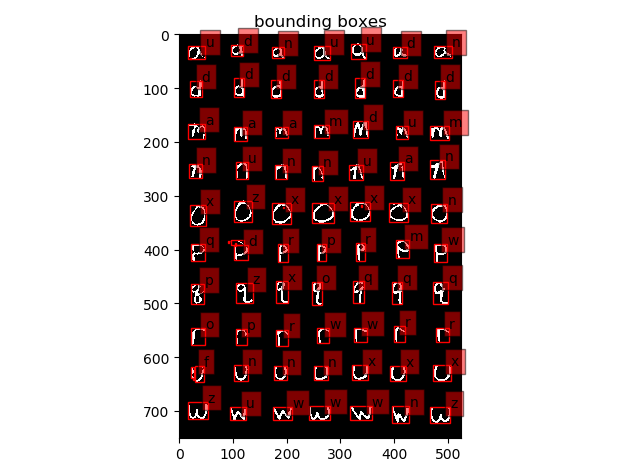 bounding boxes
0
u d n u u d n
d d d d d d d
100
a a a m d u m
200
n u n n u a n
300
x z x x x x n
q d r p r m w
400
p z x o q q q
500
o p r w w r r
600
f n n n x x x
z u w w w n z
700
0 100 200 300 400 500